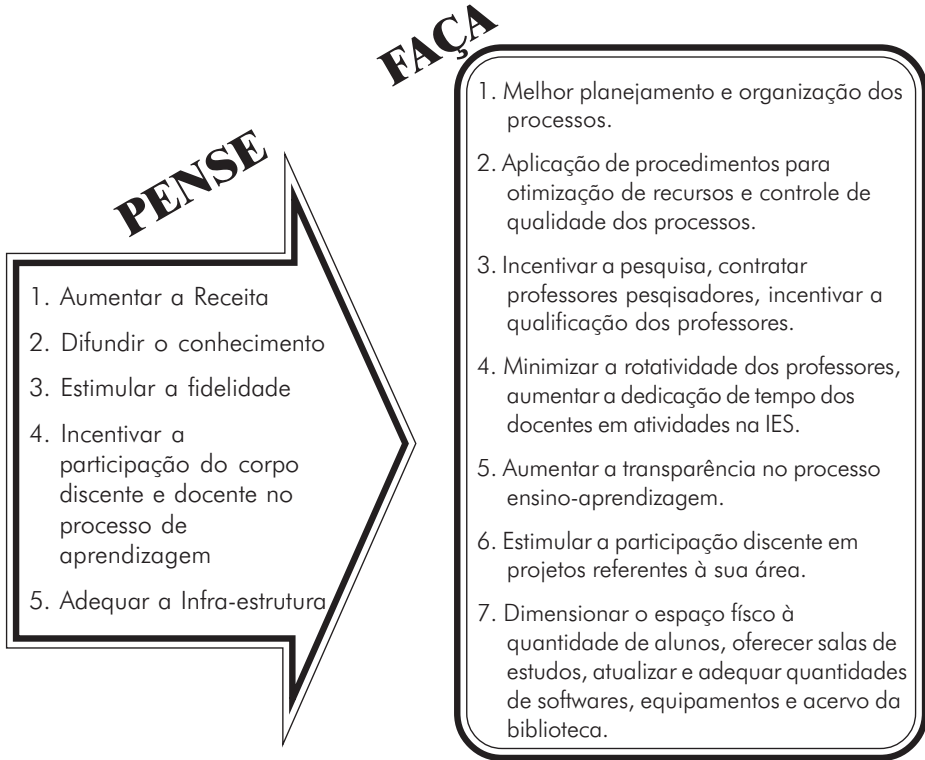 PENSE
1. Aumentar a Receita
2. Difundir o conhecimento
3. Estimular a fidelidade
4. Incentivar a
participação do corpo
discente e docente no
processo de
aprendizagem
5. Adequar a Infra-estrutura
FAÇA
1. Melhor planejamento e organização dos
processos.
2. Aplicação de procedimentos para
otimização de recursos e controle de
qualidade dos processos.
3. Incentivar a pesquisa, contratar
professores pesqisadores, incentivar a
qualificação dos professores.
4. Minimizar a rotatividade dos professores,
aumentar a dedicação de tempo dos
docentes em atividades na IES.
5. Aumentar a transparência no processo
ensino-aprendizagem.
6. Estimular a participação discente em
projetos referentes à sua área.
7. Dimensionar o espaço físco à
quantidade de alunos, oferecer salas de
estudos, atualizar e adequar quantidades
de softwares, equipamentos e acervo da
biblioteca.